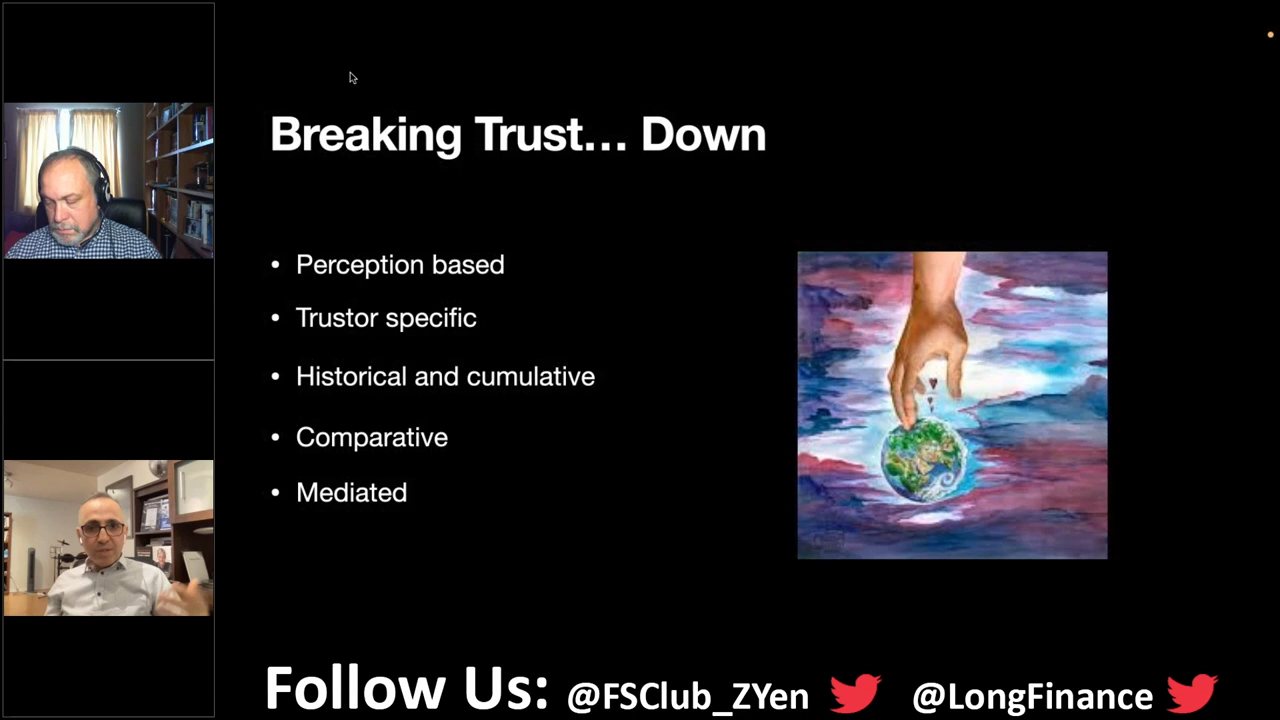 Breaking Trust... Down
• Perception based
• Trustor specific
• Historical and cumulative
• Comparative
• Mediated
Follow Us: @FSClub_ZYen @LongFinance